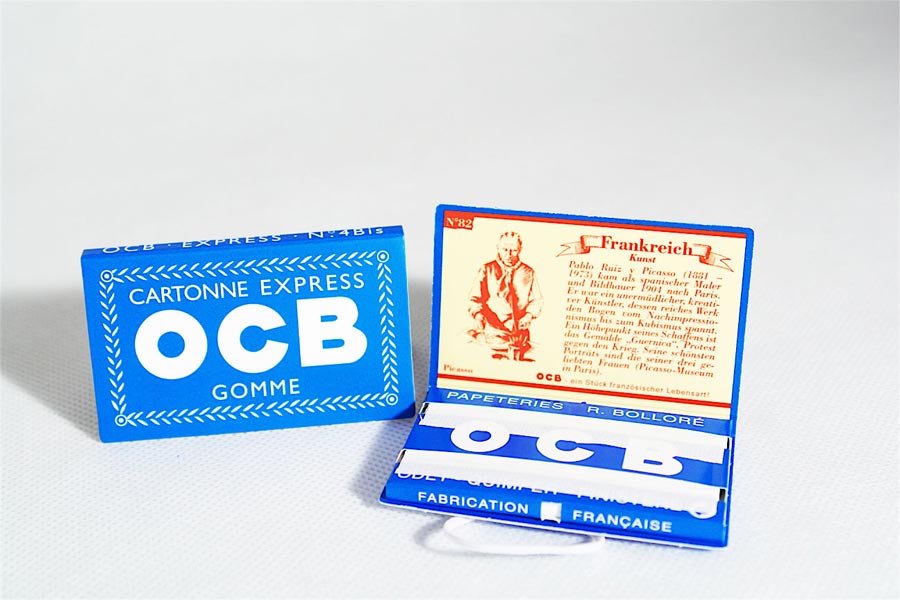 OCB · EXPRESS · N°.4Bis
CARTONNE EXPRESS
OCB
GOMME
N°82
Frankreich
Kunst
Pablo Ruiz y Picasso (1881 –
1973) kam als spanischer Maler
und Bildhauer 1904 nach Paris.
Er war ein unermüdlicher, kreati-
ver Künstler, dessen reiches Werk
den Bogen vom Nachimpressio-
nismus bis zum Kubismus spannt.
Ein Höhepunkt seines Schaffens ist
das Gemälde „Guernica“, Protest
gegen den Krieg. Seine schönsten
Porträts sind die seiner drei ge-
liebten Frauen (Picasso-Museum
in Paris).
Picasso
OCB - ein Stück französischer Lebensart!
PAPETERIES R. BOLLORÉ
OCB
ODET - QUIMPER - FINISTERE
FABRICATION FRANÇAISE